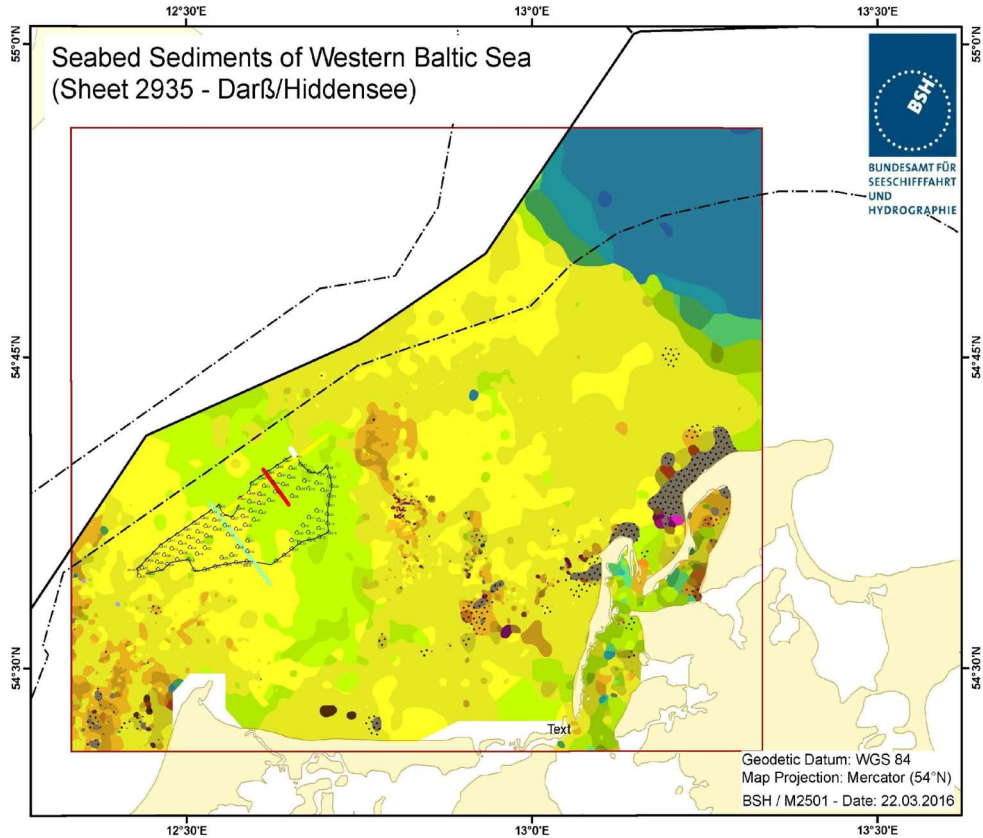 12°30'E
13°0'E
13°30'E
55°0'N
55°0'N
Seabed Sediments of Western Baltic Sea
(Sheet 2935 - Darß/Hiddensee)
BSH
BUNDESAMT FÜR
SEESCHIFFFAHRT
UND
HYDROGRAPHIE
54°45'N
54°45'N
54°30'N
54°30'N
Text
Geodetic Datum: WGS 84
Map Projection: Mercator (54°N)
BSH / M2501 - Date: 22.03.2016
12°30'E
13°0'E
13°30'E